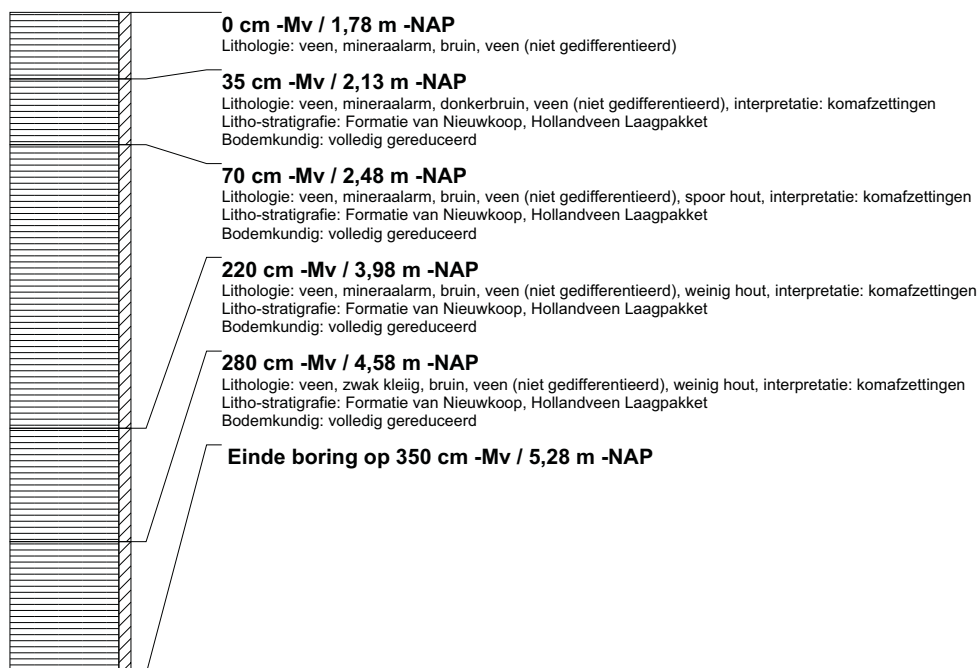 0 cm -Mv / 1,78 m -NAP
Lithologie: veen, mineraalarm, bruin, veen (niet gedifferentieerd)
35 cm -Mv / 2,13 m -NAP
Lithologie: veen, mineraalarm, donkerbruin, veen (niet gedifferentieerd), interpretatie: komafzettingen
Litho-stratigrafie: Formatie van Nieuwkoop, Hollandveen Laagpakket
Bodemkundig: volledig gereduceerd
70 cm -Mv / 2,48 m -NAP
Lithologie: veen, mineraalarm, bruin, veen (niet gedifferentieerd), spoor hout, interpretatie: komafzettingen
Litho-stratigrafie: Formatie van Nieuwkoop, Hollandveen Laagpakket
Bodemkundig: volledig gereduceerd
220 cm -Mv / 3,98 m -NAP
Lithologie: veen, mineraalarm, bruin, veen (niet gedifferentieerd), weinig hout, interpretatie: komafzettingen
Litho-stratigrafie: Formatie van Nieuwkoop, Hollandveen Laagpakket
Bodemkundig: volledig gereduceerd
280 cm -Mv / 4,58 m -NAP
Lithologie: veen, zwak kleiig, bruin, veen (niet gedifferentieerd), weinig hout, interpretatie: komafzettingen
Litho-stratigrafie: Formatie van Nieuwkoop, Hollandveen Laagpakket
Bodemkundig: volledig gereduceerd
Einde boring op 350 cm -Mv / 5,28 m -NAP